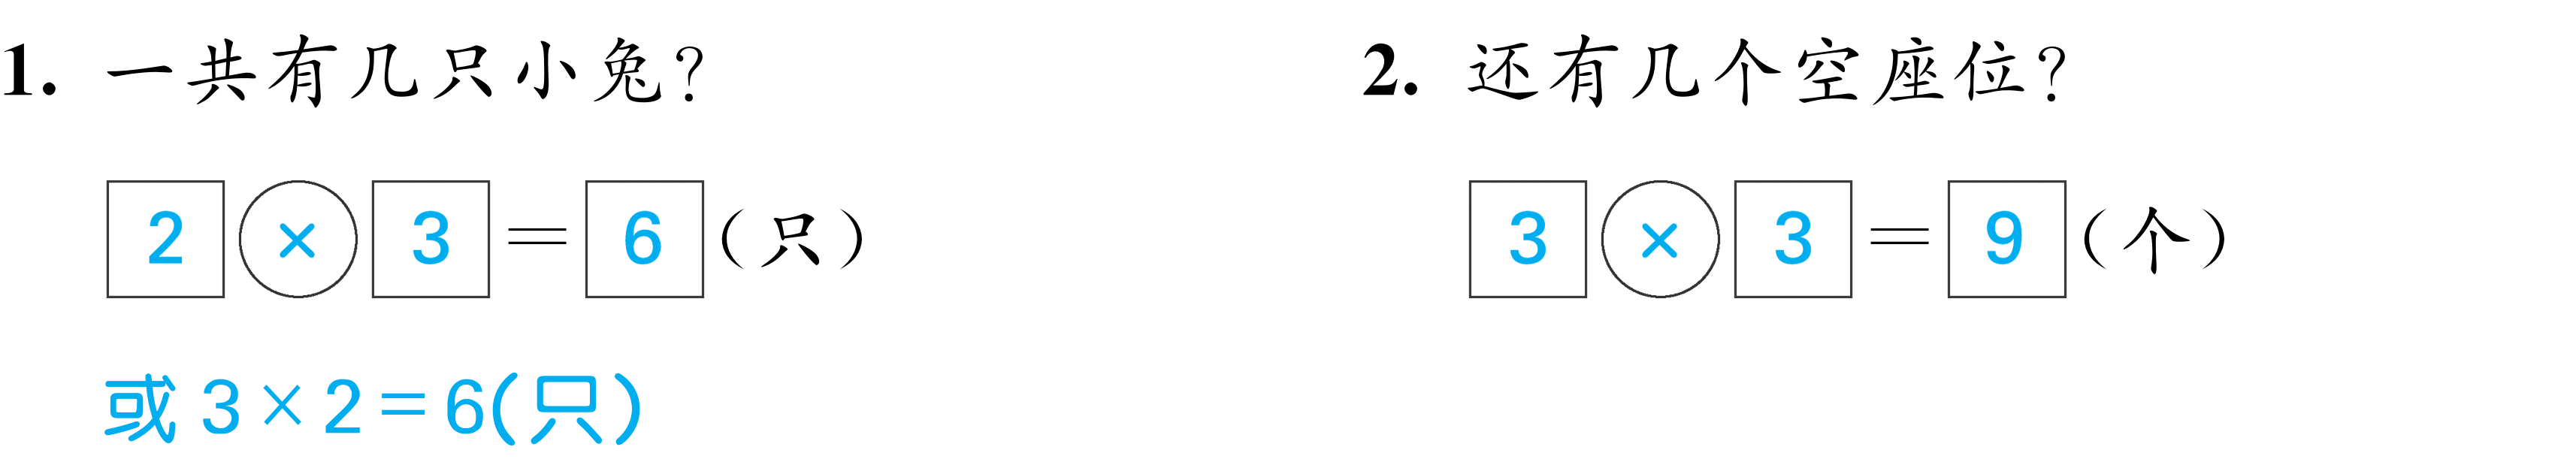 1. 一共有几只小兔?
2 × 3 = 6 (只)
或 3 × 2 = 6(只)
2. 还有几个空座位?
3 × 3 = 9 (个)